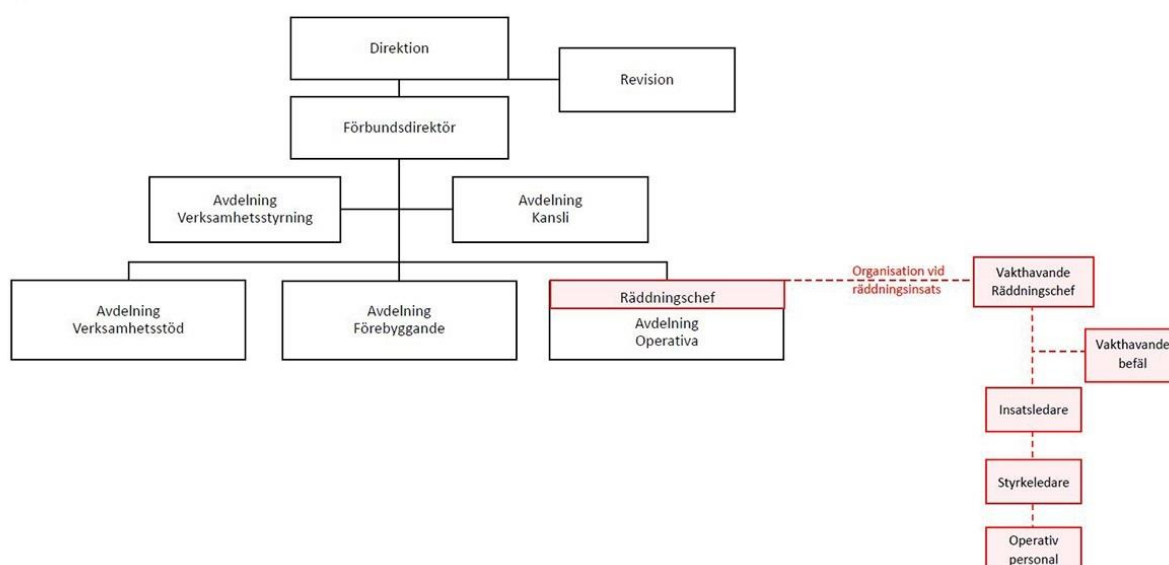 Direktion
Revision
Förbundsdirektör
Avdelning
Verksamhetsstyrning
Avdelning
Kansli
Avdelning
Verksamhetsstöd
Avdelning
Förebyggande
Räddningschef
Avdelning
Operativa
Organisation vid
räddningsinsats
Vakthavande
Räddningschef
Vakthavande
befäl
Insatsledare
Styrkeledare
Operativ
personal